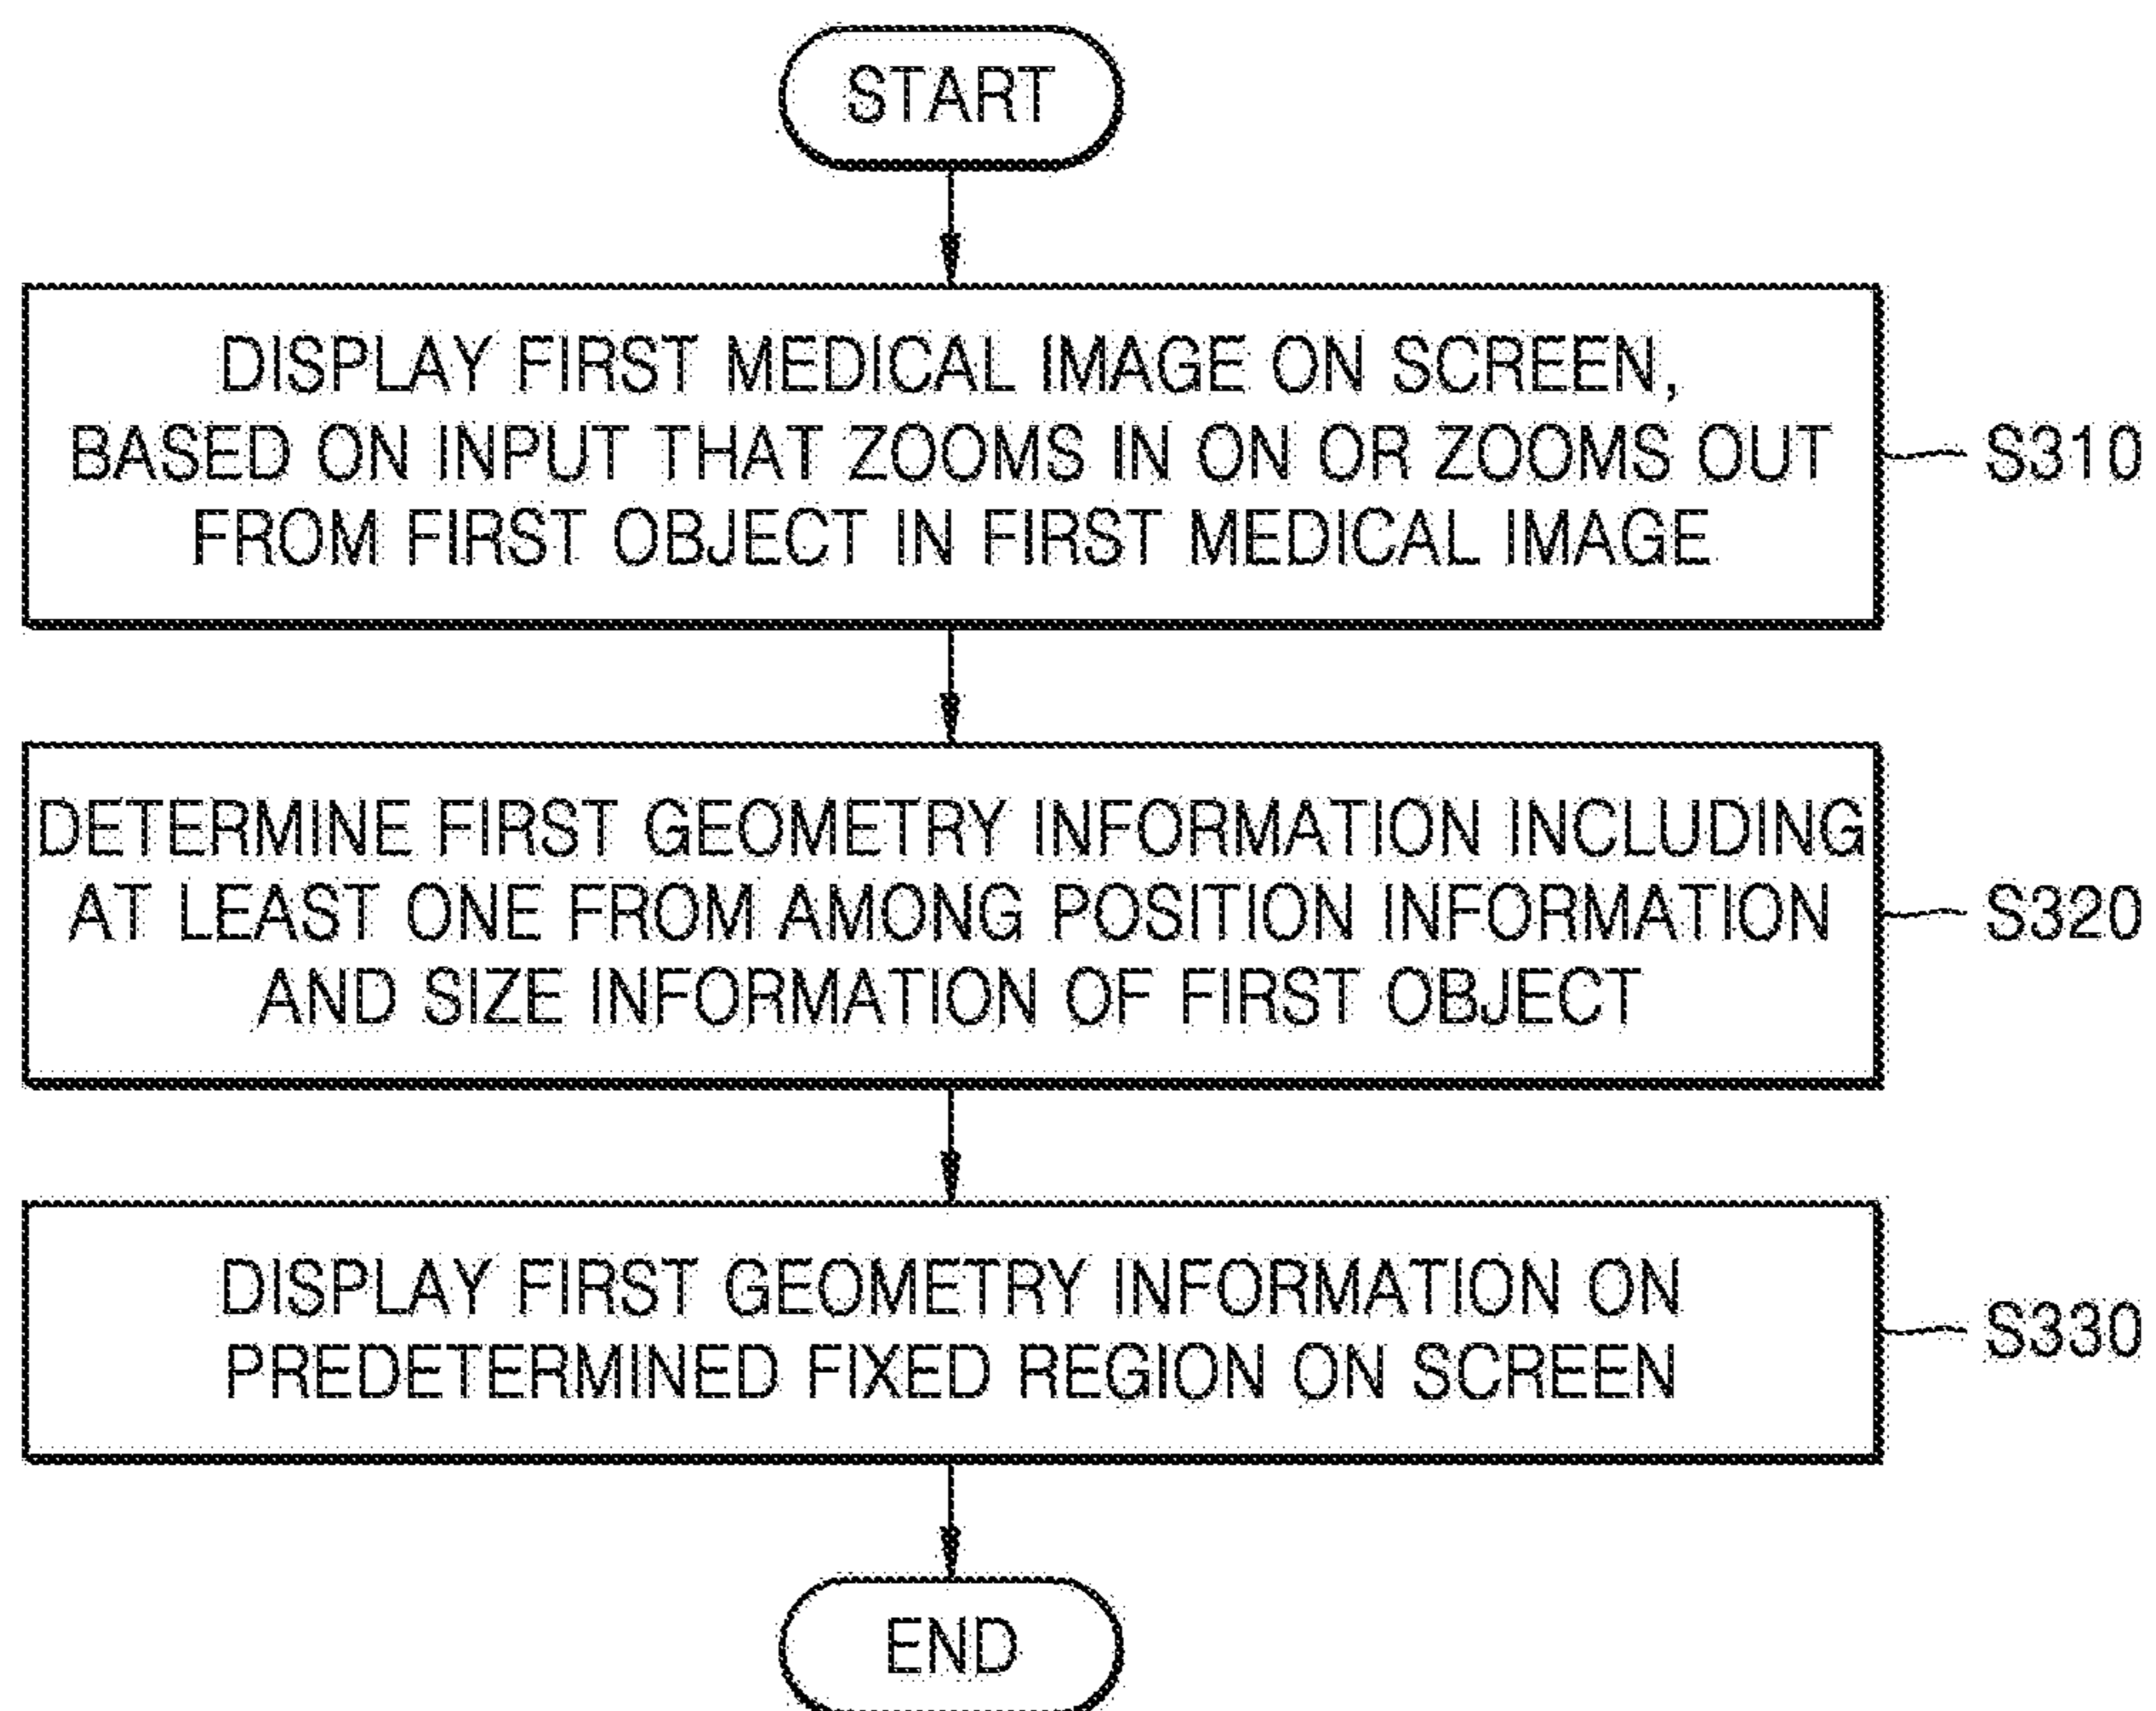 START
DISPLAY FIRST MEDICAL IMAGE ON SCREEN,
BASED ON INPUT THAT ZOOMS IN ON OR ZOOMS OUT
FROM FIRST OBJECT IN FIRST MEDICAL IMAGE
S310
DETERMINE FIRST GEOMETRY INFORMATION INCLUDING
AT LEAST ONE FROM AMONG POSITION INFORMATION
AND SIZE INFORMATION OF FIRST OBJECT
S320
DISPLAY FIRST GEOMETRY INFORMATION ON
PREDETERMINED FIXED REGION ON SCREEN
S330
END